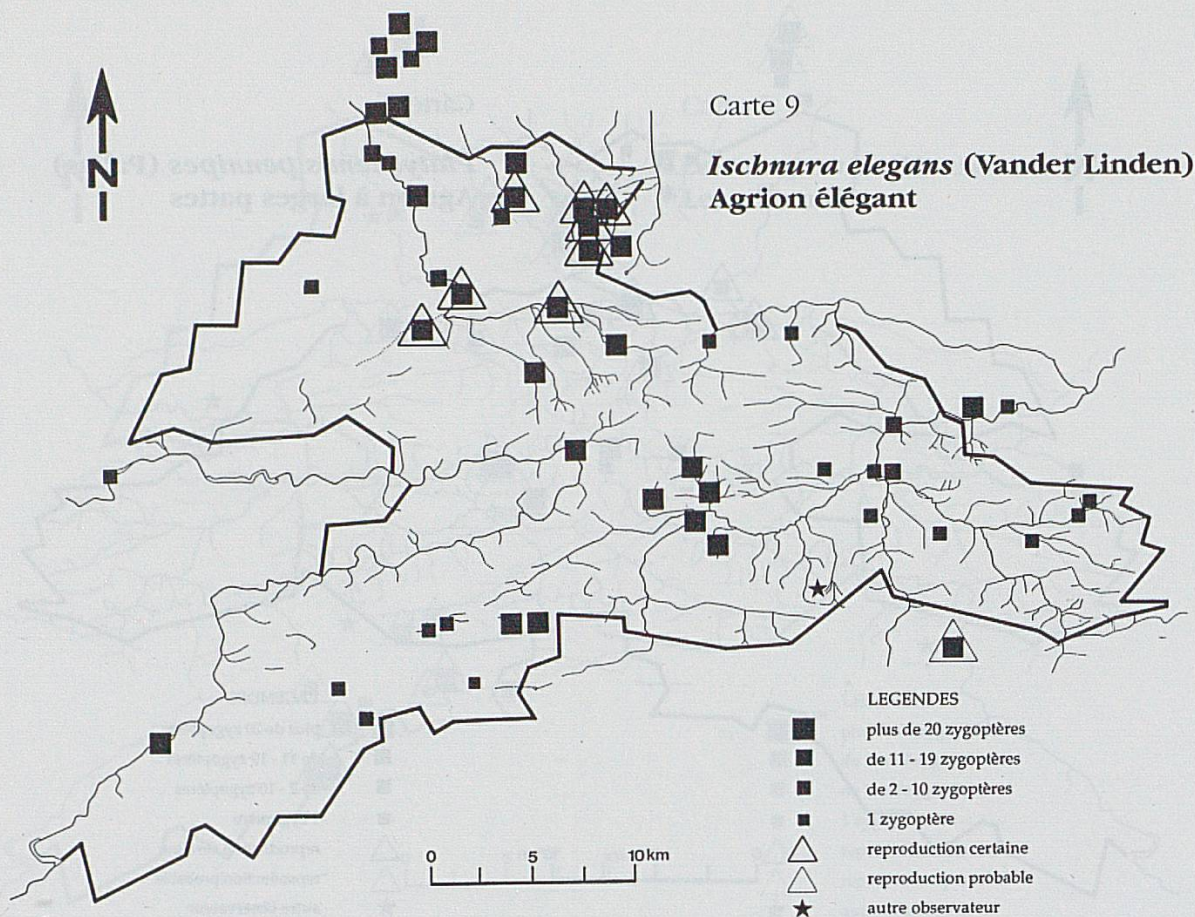 Carte 9
Ischnura elegans (Vander Linden)
Agrion élégant
N
LEGENDES
plus de 20 zygoptères
de 11 - 19 zygoptères
de 2 - 10 zygoptères
1 zygoptère
reproduction certaine
reproduction probable
autre observateur
0 5 10 km